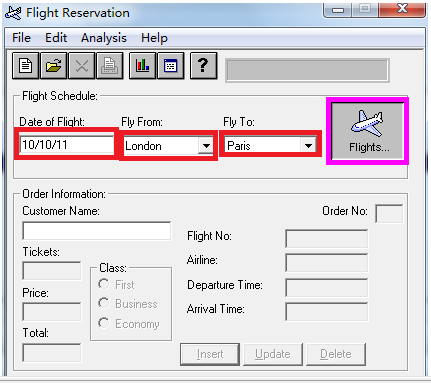 Flight Reservation
File Edit Analysis Help
Flight Schedule:
Date of Flight: Fly From: Fly To:
10/10/11 London Paris
Flights...
Order Information:
Customer Name: Order No:
Flight No:
Tickets:
Airline:
Class:
First
Departure Time:
Price:
Business
Arrival Time:
Economy
Total:
Insert Update Delete